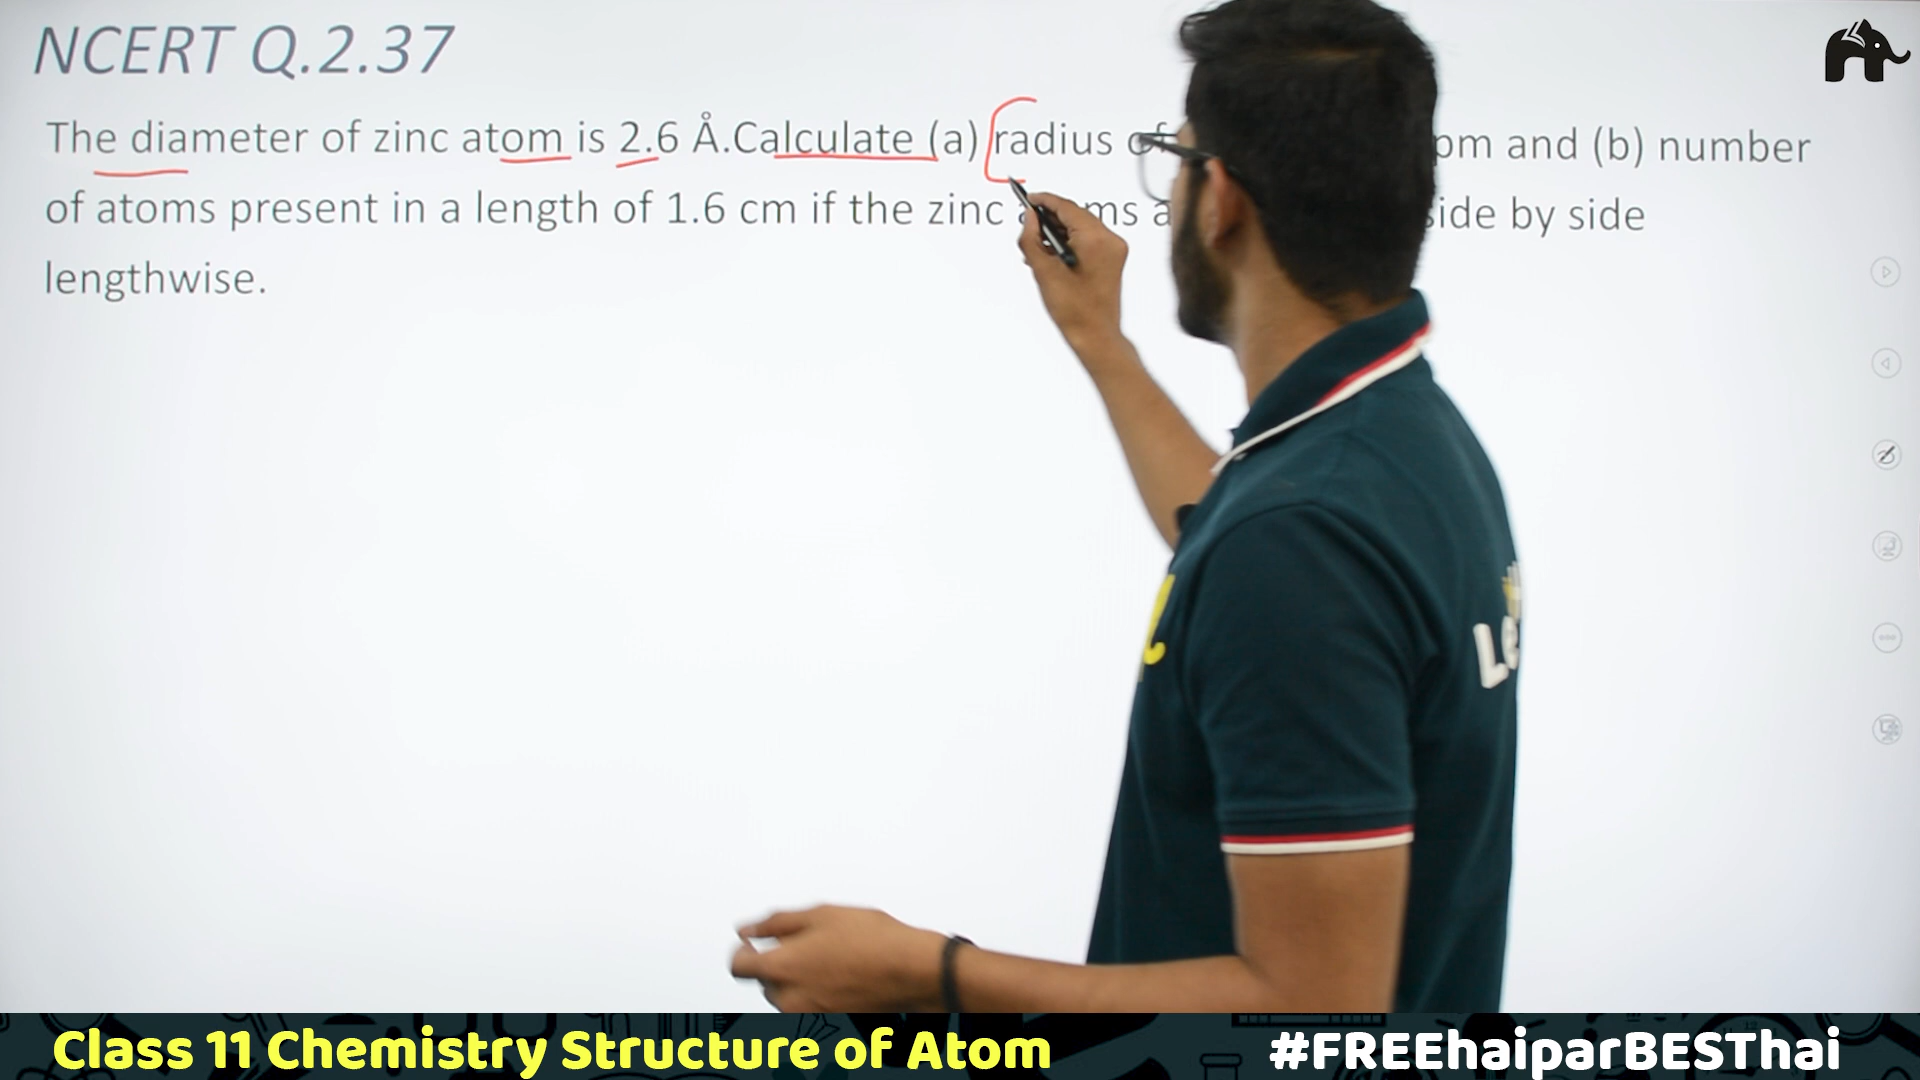 NCERT Q.2.37
The diameter of zinc atom is 2.6 Å.Calculate (a) radius of pm and (b) number
of atoms present in a length of 1.6 cm if the zinc side by side
lengthwise.
Class 11 Chemistry Structure of Atom
#FREEhaiparBESThai